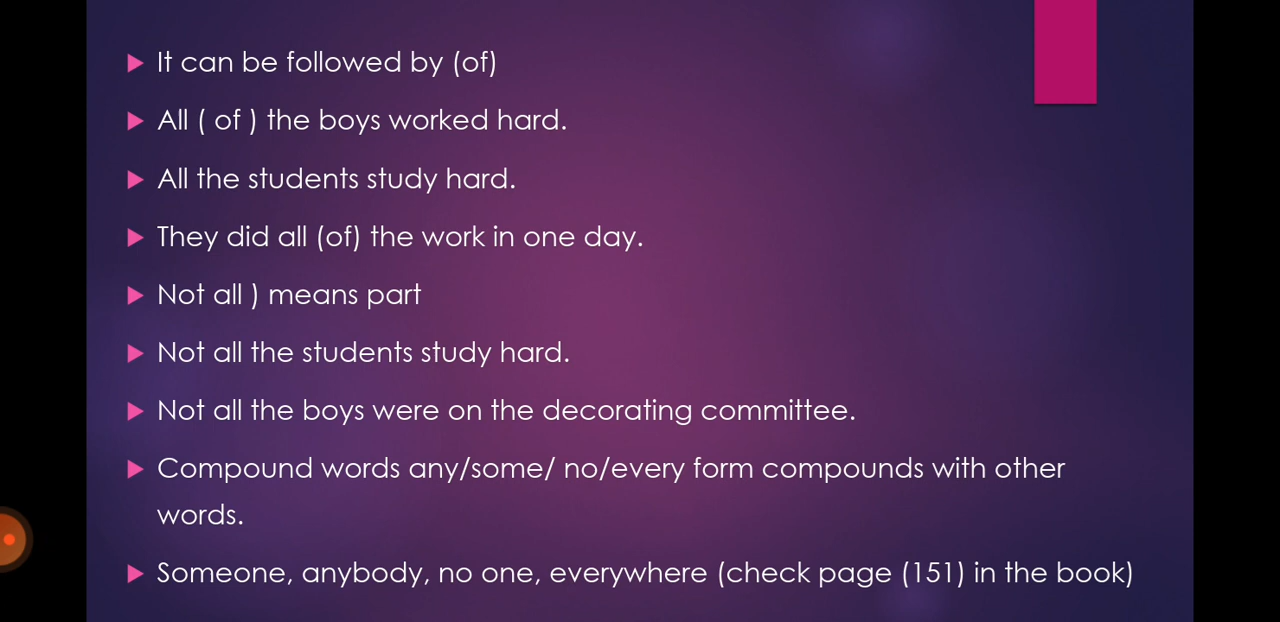 It can be followed by (of)
All ( of ) the boys worked hard.
All the students study hard.
They did all (of) the work in one day.
Not all ) means part
Not all the students study hard.
Not all the boys were on the decorating committee.
Compound words any/some/ no/every form compounds with other
words.
Someone, anybody, no one, everywhere (check page (151) in the book)